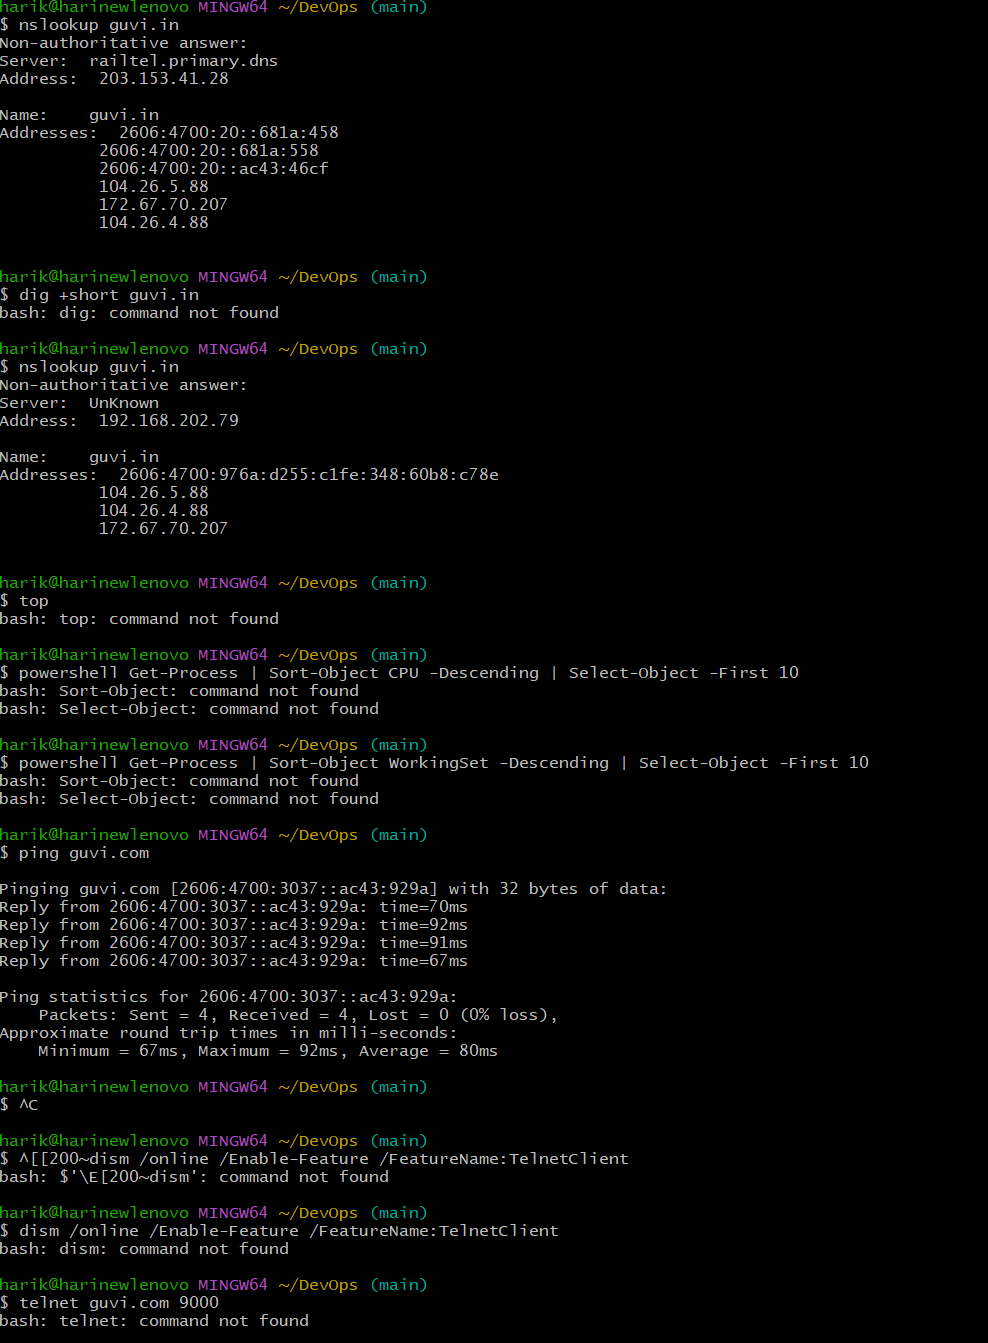 harik@harinewlenovo MINGW64 ~/DevOps (main)
$ nslookup guvi.in
Non-authoritative answer:
Server:  railtel.primary.dns
Address:  203.153.41.28
Name:    guvi.in
Addresses:  2606:4700:20::681a:458
2606:4700:20::681a:558
2606:4700:20::ac43:46cf
104.26.5.88
172.67.70.207
104.26.4.88
harik@harinewlenovo MINGW64 ~/DevOps (main)
$ dig +short guvi.in
bash: dig: command not found
harik@harinewlenovo MINGW64 ~/DevOps (main)
$ nslookup guvi.in
Non-authoritative answer:
Server:  UnKnown
Address:  192.168.202.79
Name:    guvi.in
Addresses:  2606:4700:976a:d255:c1fe:348:60b8:c78e
104.26.5.88
104.26.4.88
172.67.70.207
harik@harinewlenovo MINGW64 ~/DevOps (main)
$ top
bash: top: command not found
harik@harinewlenovo MINGW64 ~/DevOps (main)
$ powershell Get-Process | Sort-Object CPU -Descending | Select-Object -First 10
bash: Sort-Object: command not found
bash: Select-Object: command not found
harik@harinewlenovo MINGW64 ~/DevOps (main)
$ powershell Get-Process | Sort-Object WorkingSet -Descending | Select-Object -First 10
bash: Sort-Object: command not found
bash: Select-Object: command not found
harik@harinewlenovo MINGW64 ~/DevOps (main)
$ ping guvi.com
Pinging guvi.com [2606:4700:3037::ac43:929a] with 32 bytes of data:
Reply from 2606:4700:3037::ac43:929a: time=70ms
Reply from 2606:4700:3037::ac43:929a: time=92ms
Reply from 2606:4700:3037::ac43:929a: time=91ms
Reply from 2606:4700:3037::ac43:929a: time=67ms
Ping statistics for 2606:4700:3037::ac43:929a:
Packets: Sent = 4, Received = 4, Lost = 0 (0% loss),
Approximate round trip times in milli-seconds:
Minimum = 67ms, Maximum = 92ms, Average = 80ms
harik@harinewlenovo MINGW64 ~/DevOps (main)
$ ^C
harik@harinewlenovo MINGW64 ~/DevOps (main)
$ ^[[200~dism /online /Enable-Feature /FeatureName:TelnetClient
bash: $'\E[200~dism': command not found
harik@harinewlenovo MINGW64 ~/DevOps (main)
$ dism /online /Enable-Feature /FeatureName:TelnetClient
bash: dism: command not found
harik@harinewlenovo MINGW64 ~/DevOps (main)
$ telnet guvi.com 9000
bash: telnet: command not found